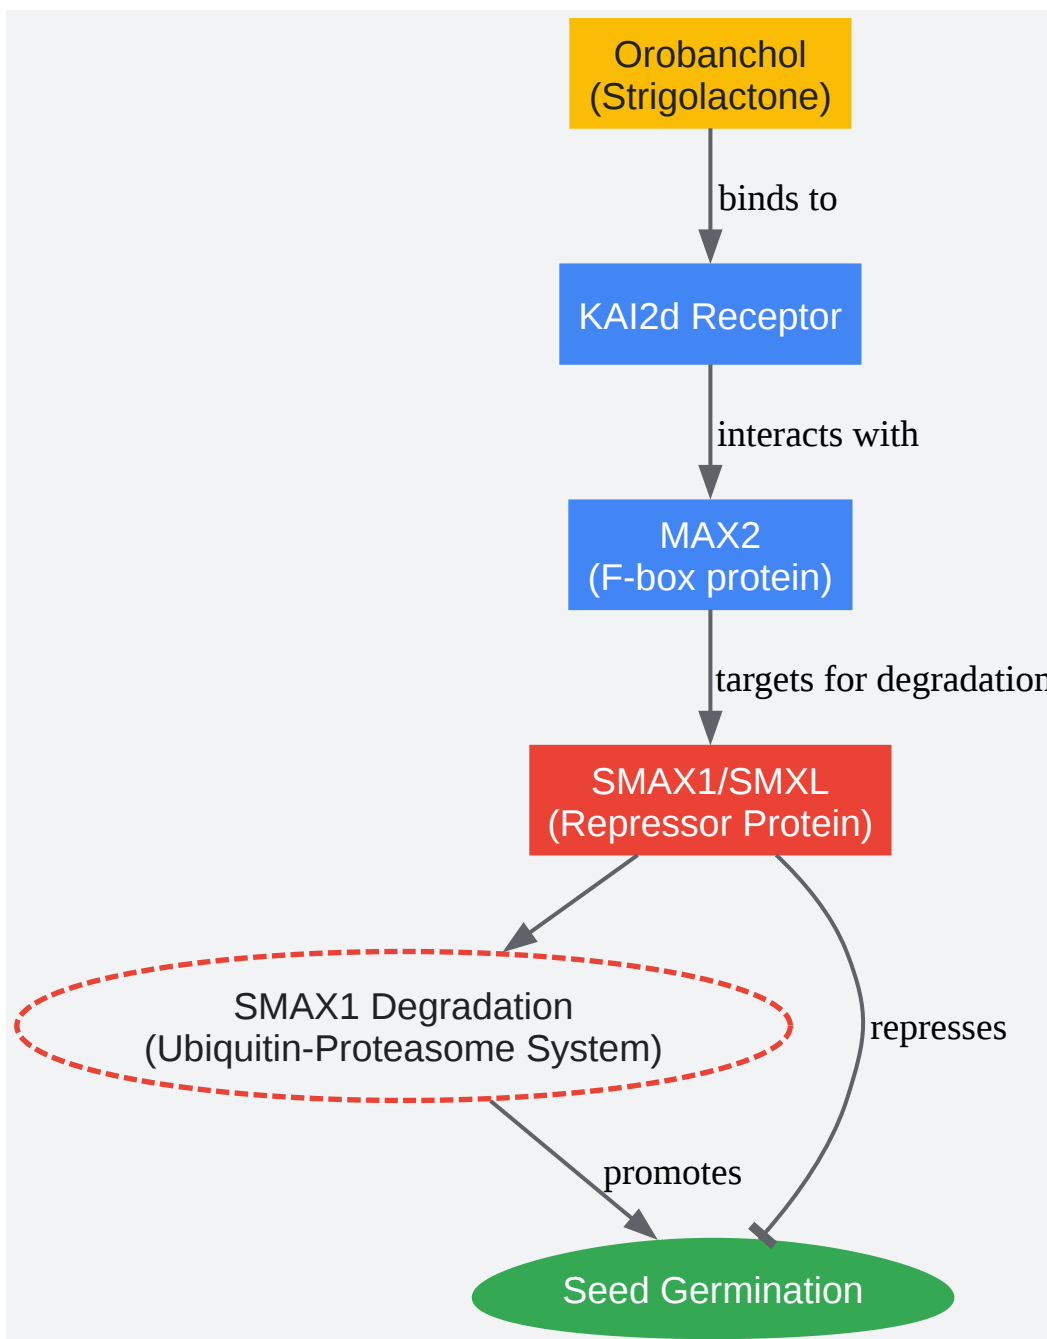 Orobanchol
(Strigolactone)
binds to
KAI2d Receptor
interacts with
MAX2
(F-box protein)
targets for degradation
SMAX1/SMXL
(Repressor Protein)
SMAX1 Degradation
(Ubiquitin-Proteasome System)
represses
promotes
Seed Germination